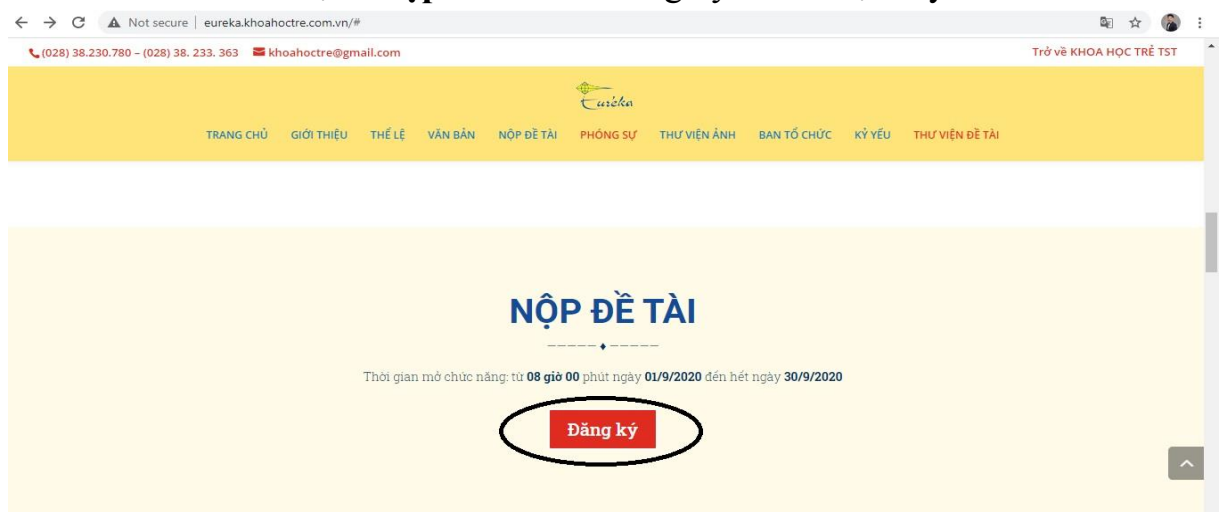 Not secure | eureka.khoahoctre.com.vn/#
(028) 38.230.780 – (028) 38. 233. 363 khoahoctre@gmail.com Trở về KHOA HỌC TRẺ TST
Eureka
TRANG CHỦ GIỚI THIỆU THỂ LỆ VĂN BẢN NỘP ĐỀ TÀI PHÓNG SỰ THƯ VIỆN ẢNH BAN TỔ CHỨC KỶ YẾU THƯ VIỆN ĐỀ TÀI
NỘP ĐỀ TÀI
Thời gian mở chức năng: từ 08 giờ 00 phút ngày 01/9/2020 đến hết ngày 30/9/2020
Đăng ký